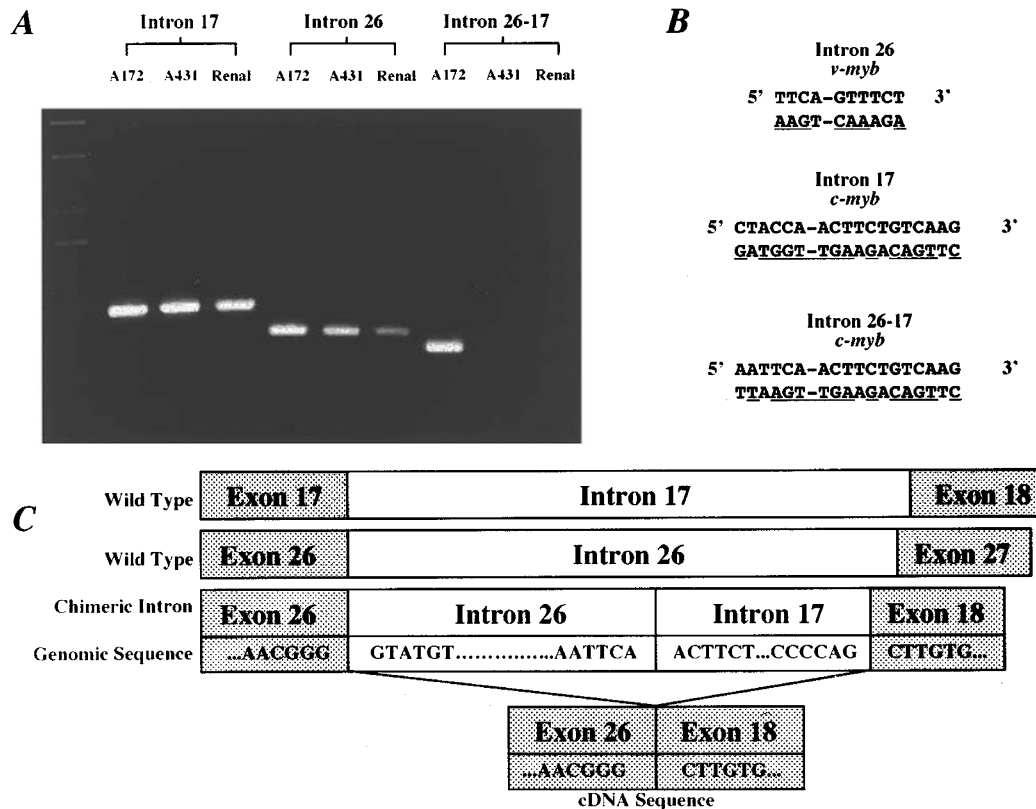 A
Intron 17 Intron 26 Intron 26-17
A172 A431 Renal A172 A431 Renal A172 A431 Renal
B
Intron 26
v-myb
5' TTCA-GTTTCT 3'
AAGT-CAAAGA
Intron 17
c-myb
5' CTACCA-ACTTCTGTCAAG 3'
GATGGT-TGAAGACAGTTC
Intron 26-17
c-myb
5' AATTCA-ACTTCTGTCAAG 3'
TTAAGT-TGAAGACAGTTC
C
Wild Type Exon 17 Intron 17 Exon 18
Wild Type Exon 26 Intron 26 Exon 27
Chimeric Intron Exon 26 Intron 26 Intron 17 Exon 18
Genomic Sequence ...AACGGG GTATGT................AATTCA ACTTCT...CCCCAG CTTGTG...
Exon 26 Exon 18
...AACGGG CTTGTG...
cDNA Sequence